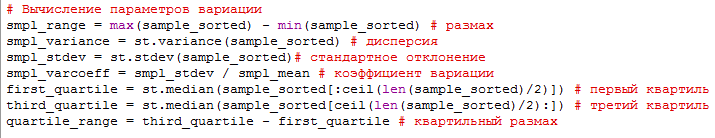 # Вычисление параметров вариации
smpl_range = max(sample_sorted) - min(sample_sorted) # размах
smpl_variance = st.variance(sample_sorted) # дисперсия
smpl_stdev = st.stdev(sample_sorted)# стандартное отклонение
smpl_varcoeff = smpl_stdev / smpl_mean # коэффициент вариации
first_quartile = st.median(sample_sorted[:ceil(len(sample_sorted)/2)]) # первый квартиль
third_quartile = st.median(sample_sorted[ceil(len(sample_sorted)/2):]) # третий квартиль
quartile_range = third_quartile - first_quartile # квартильный размах